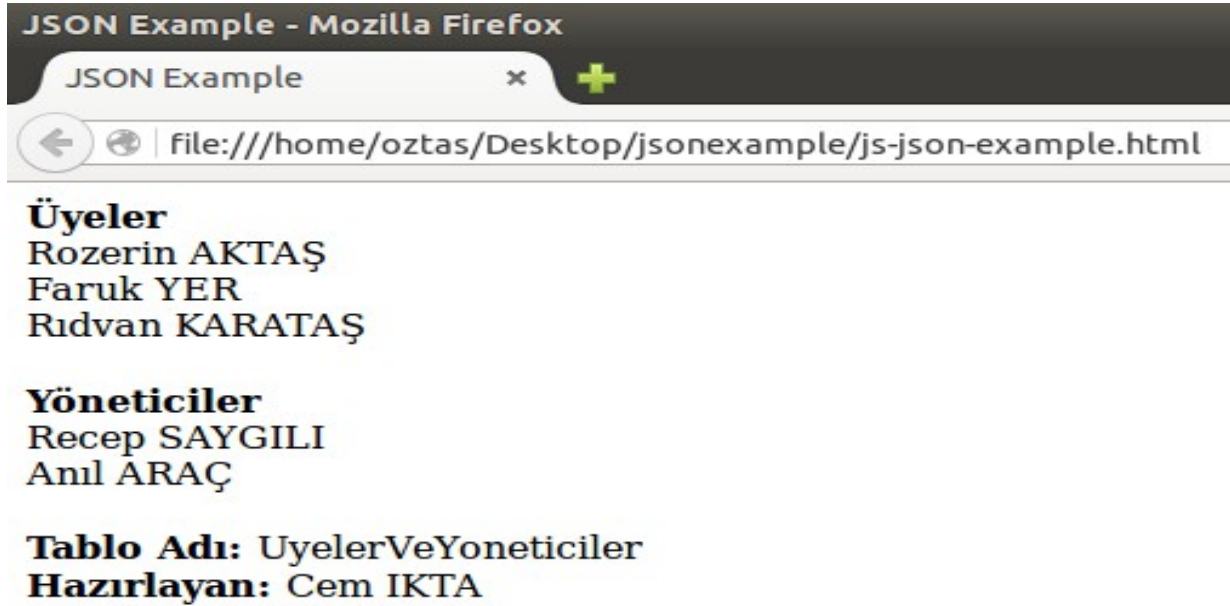 JSON Example - Mozilla Firefox
JSON Example ×
file:///home/oztas/Desktop/jsonexample/js-json-example.html
Üyeler
Rozerin AKTAŞ
Faruk YER
Rıdvan KARATAŞ
Yöneticiler
Recep SAYGILI
Anıl ARAÇ
Tablo Adı: UyelerVeYoneticiler
Hazırlayan: Cem IKTA